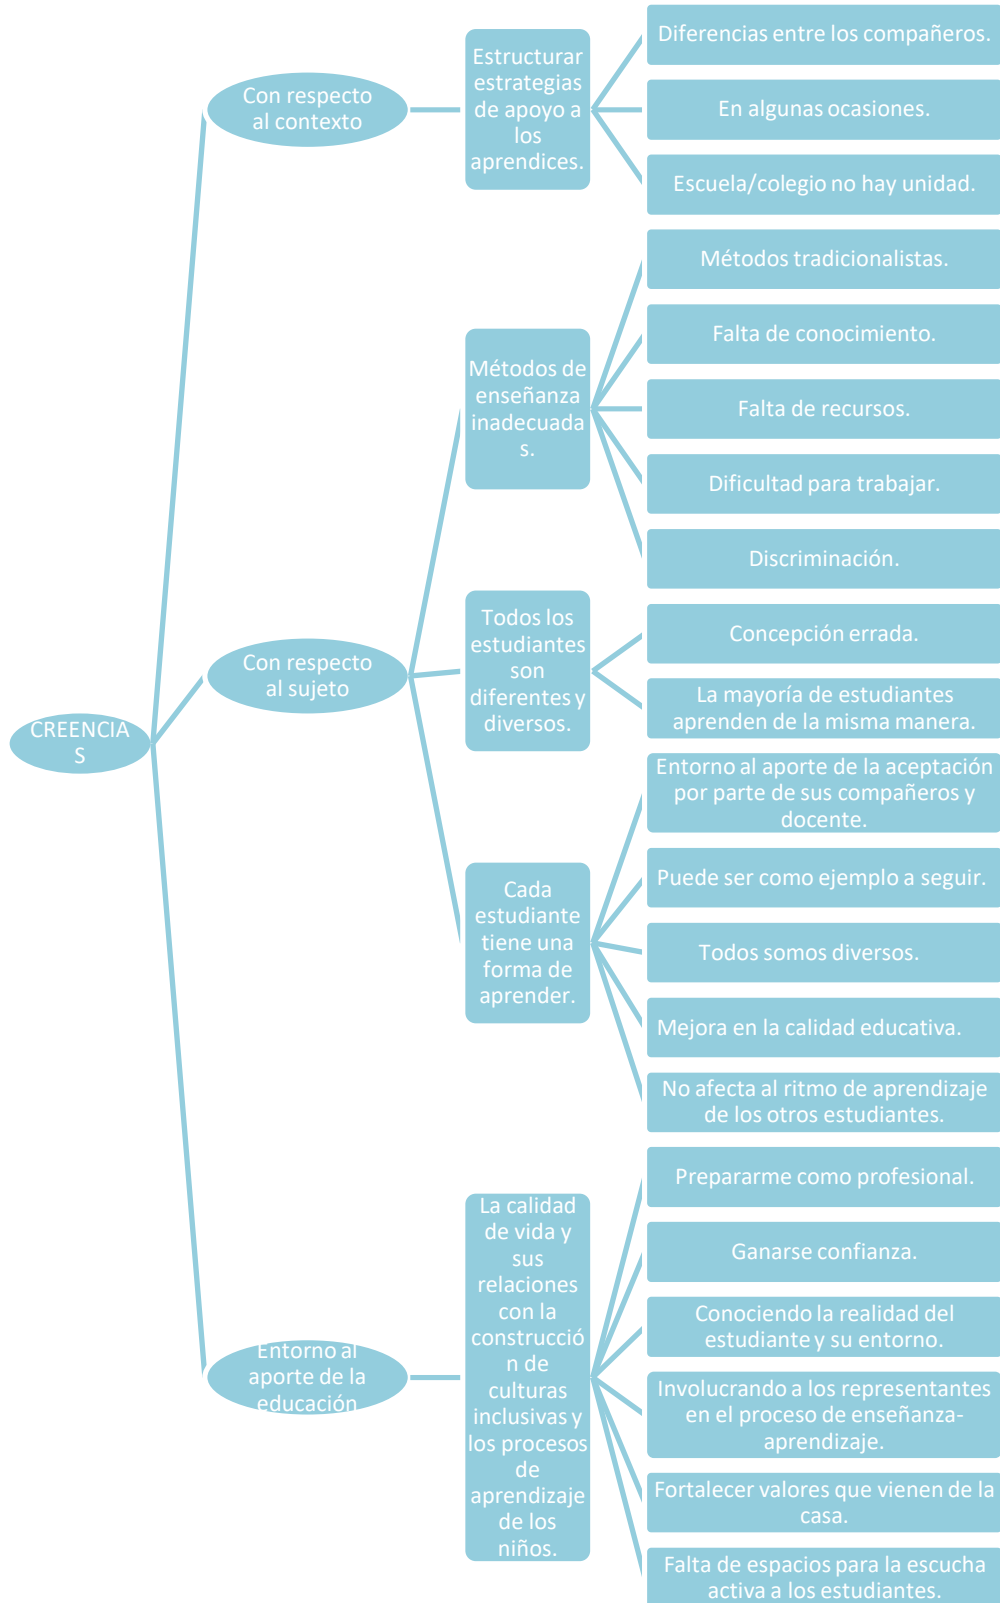 CREENCIA
S
Con respecto
al contexto
Estructurar
estrategias
de apoyo a
los
aprendices.
Diferencias entre los compañeros.
En algunas ocasiones.
Escuela/colegio no hay unidad.
Con respecto
al sujeto
Métodos de
enseñanza
inadecuada
s.
Métodos tradicionalistas.
Falta de conocimiento.
Falta de recursos.
Dificultad para trabajar.
Discriminación.
Todos los
estudiantes
son
diferentes y
diversos.
Concepción errada.
La mayoría de estudiantes
aprenden de la misma manera.
Cada
estudiante
tiene una
forma de
aprender.
Entorno al aporte de la aceptación
por parte de sus compañeros y
docente.
Puede ser como ejemplo a seguir.
Todos somos diversos.
Mejora en la calidad educativa.
No afecta al ritmo de aprendizaje
de los otros estudiantes.
Entorno al
aporte de la
educación
La calidad
de vida y
sus
relaciones
con la
construcció
n de
culturas
inclusivas y
los procesos
de
aprendizaje
de los
niños.
Prepararme como profesional.
Ganarse confianza.
Conociendo la realidad del
estudiante y su entorno.
Involucrando a los representantes
en el proceso de enseñanza-
aprendizaje.
Fortalecer valores que vienen de la
casa.
Falta de espacios para la escucha
activa a los estudiantes.